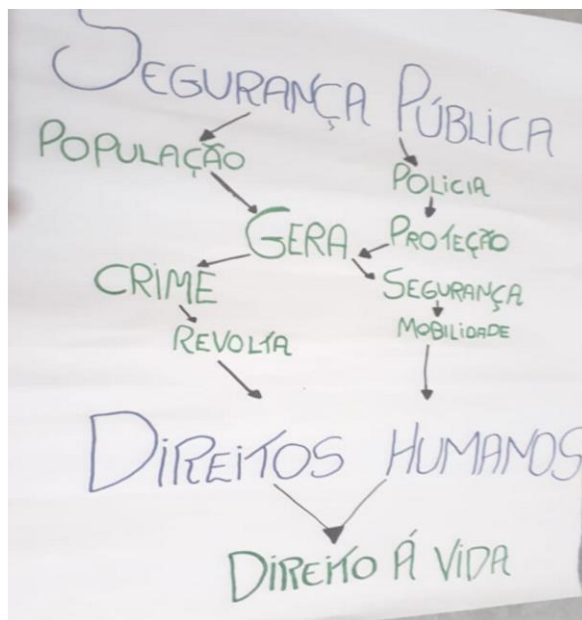 SEGURANÇA PÚBLICA
POPULAÇÃO
POLICIA
GERA
PROTEÇÃO
CRIME
SEGURANÇA
REVOLTA
MOBILIDADE
DIREITOS HUMANOS
DIREITO Á VIDA